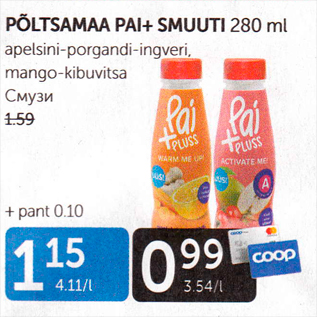 PÕLTSAMAA PAI+ SMUUTI 280 ml
apelsini-porgandi-ingveri,
mango-kibuvitsa
Смузи
1.59
Pai
+PLUSS
WARM ME UP!
Pai
+PLUSS
ACTIVATE ME!
A
+ pant 0.10
1 15
4.11/l
0 99
3.54/l
coop